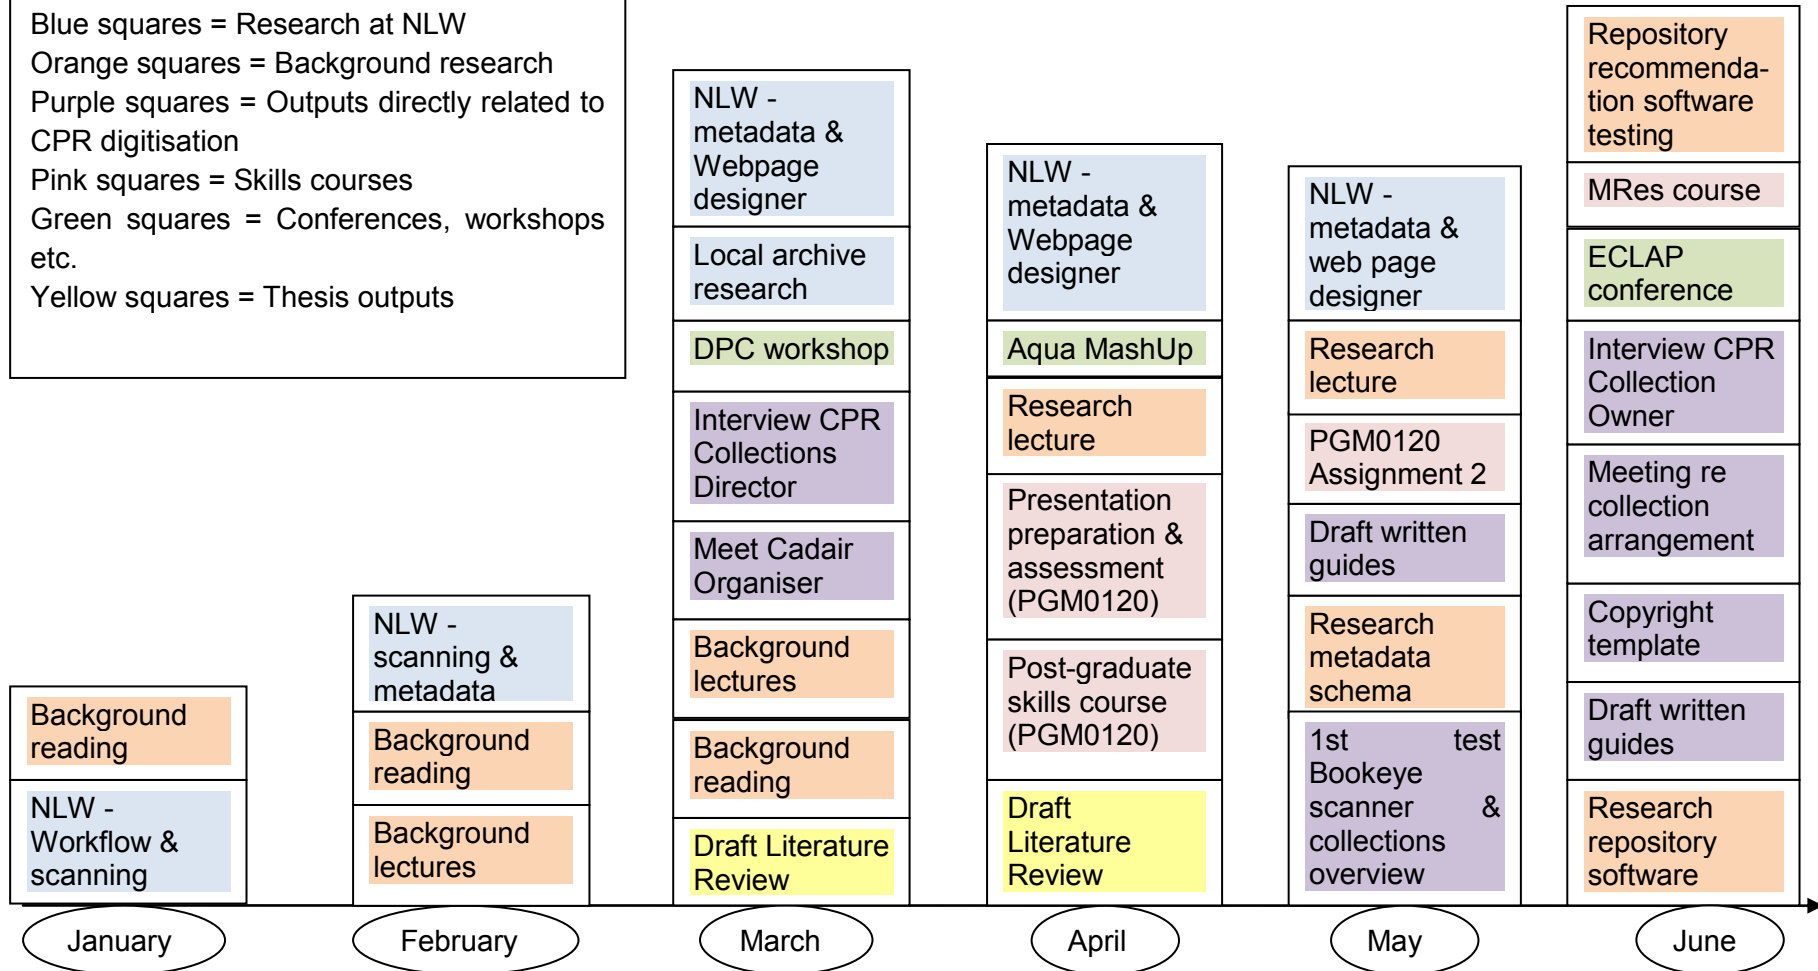 Blue squares = Research at NLW
Orange squares = Background research
Purple squares = Outputs directly related to
CPR digitisation
Pink squares = Skills courses
Green squares = Conferences, workshops
etc.
Yellow squares = Thesis outputs
Background
reading
NLW -
Workflow &
scanning
January
NLW -
scanning &
metadata
Background
reading
Background
lectures
February
NLW -
metadata &
Webpage
designer
Local archive
research
DPC workshop
Interview CPR
Collections
Director
Meet Cadair
Organiser
Background
lectures
Background
reading
Draft Literature
Review
March
NLW -
metadata &
Webpage
designer
Aqua MashUp
Research
lecture
Presentation
preparation &
assessment
(PGM0120)
Post-graduate
skills course
(PGM0120)
Draft
Literature
Review
April
NLW -
metadata &
web page
designer
Research
lecture
PGM0120
Assignment 2
Draft written
guides
Research
metadata
schema
1st test
Bookeye
scanner &
collections
overview
May
Repository
recommenda-
tion software
testing
MRes course
ECLAP
conference
Interview CPR
Collection
Owner
Meeting re
collection
arrangement
Copyright
template
Draft written
guides
Research
repository
software
June